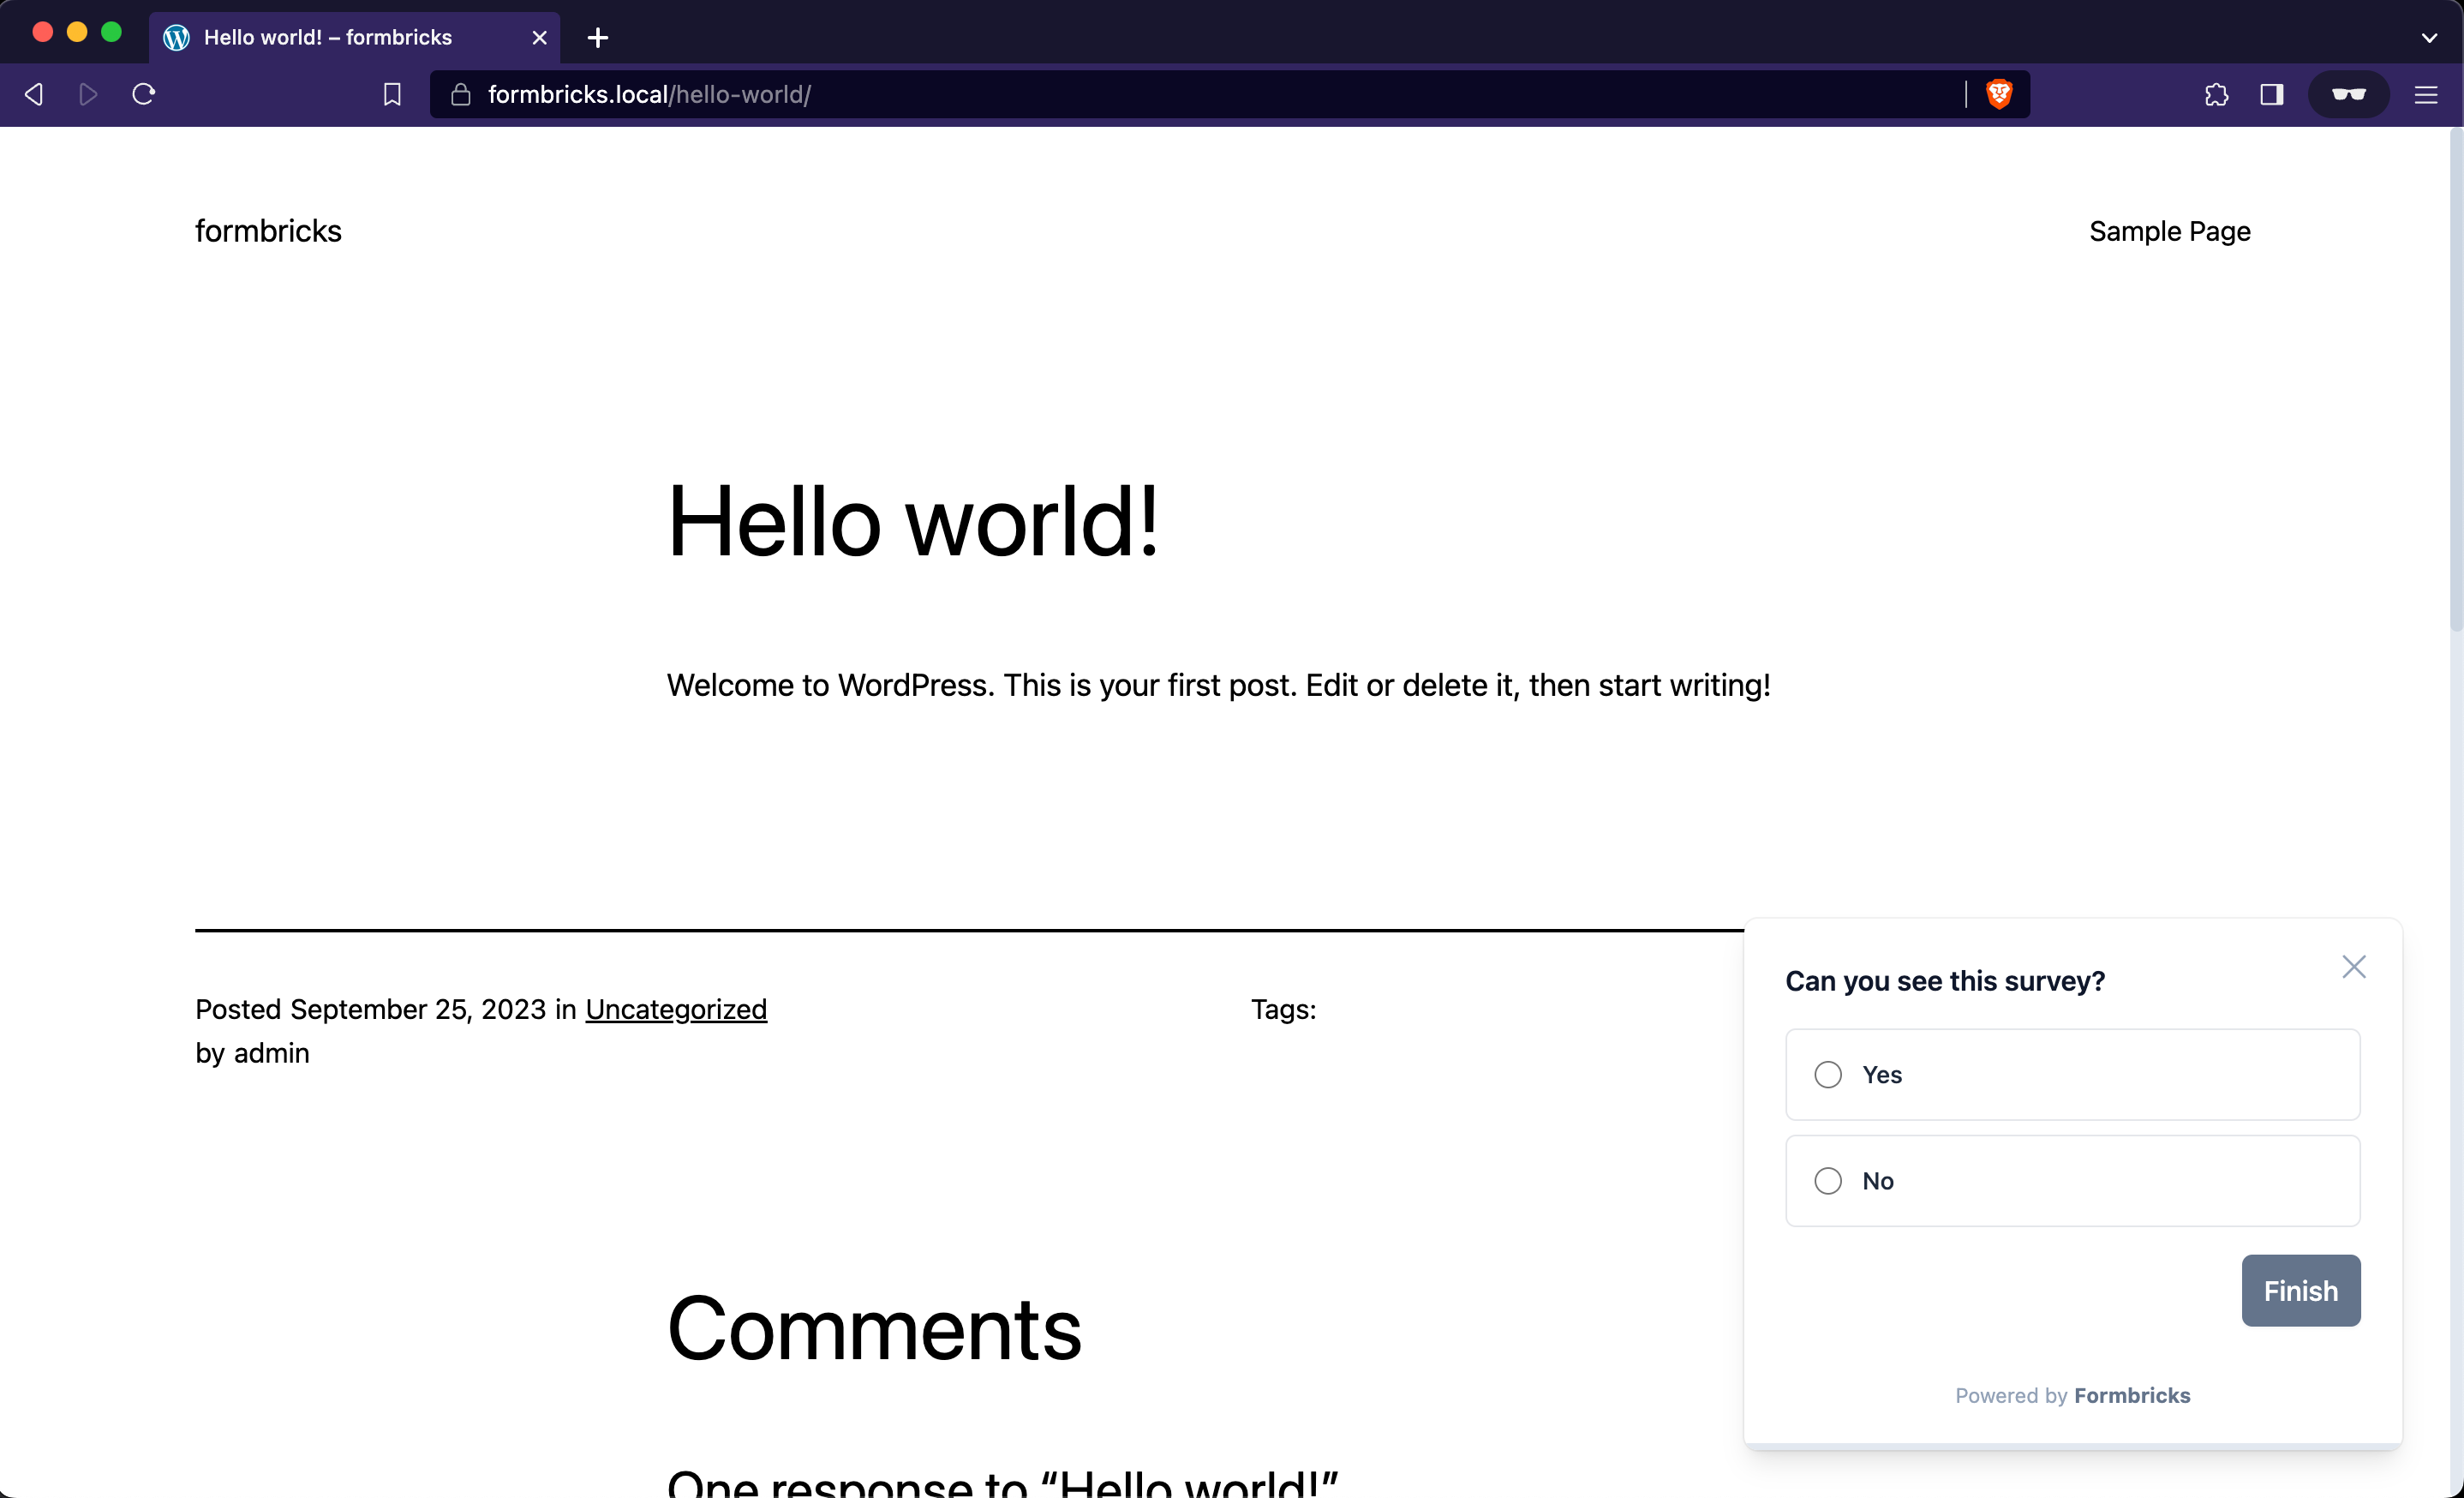 Hello world! – formbricks
formbricks.local/hello-world/
formbricks
Sample Page
Hello world!
Welcome to WordPress. This is your first post. Edit or delete it, then start writing!
Posted September 25, 2023 in Uncategorized
by admin
Tags:
Comments
One response to “Hello world!”
Can you see this survey?
Yes
No
Finish
Powered by Formbricks